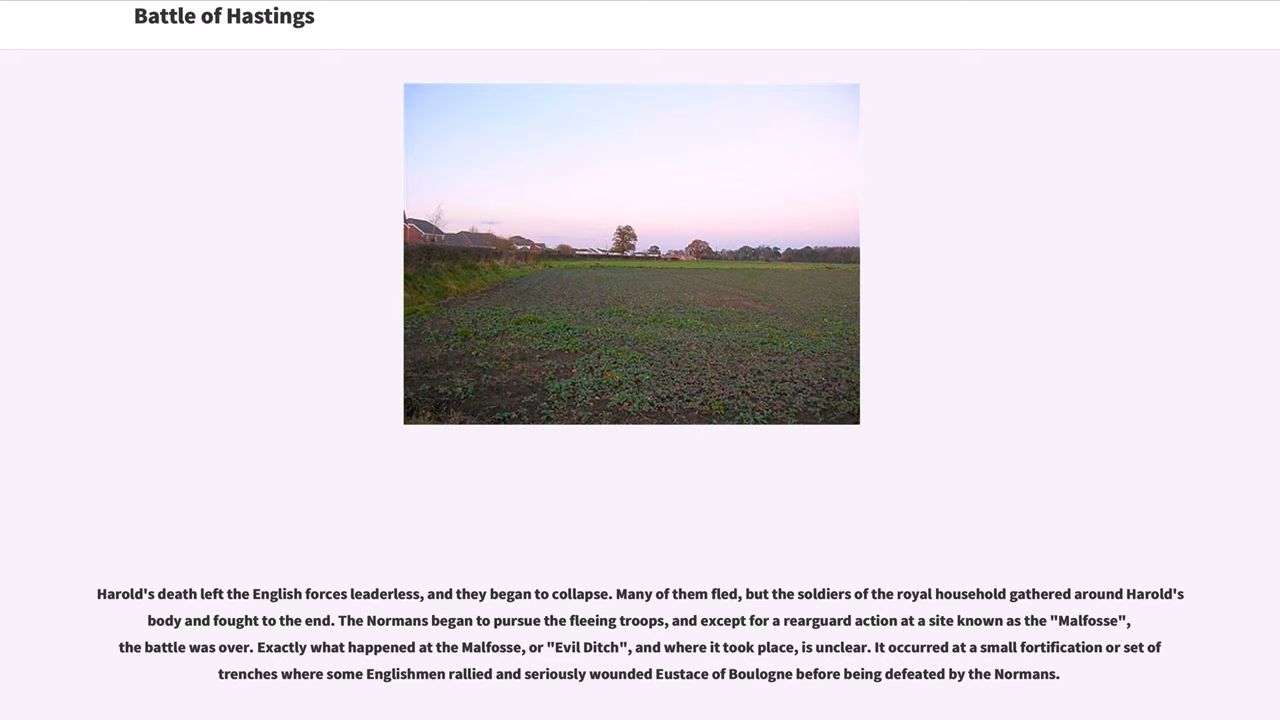 Battle of Hastings
Harold's death left the English forces leaderless, and they began to collapse. Many of them fled, but the soldiers of the royal household gathered around Harold's
body and fought to the end. The Normans began to pursue the fleeing troops, and except for a rearguard action at a site known as the "Malfosse",
the battle was over. Exactly what happened at the Malfosse, or "Evil Ditch", and where it took place, is unclear. It occurred at a small fortification or set of
trenches where some Englishmen rallied and seriously wounded Eustace of Boulogne before being defeated by the Normans.